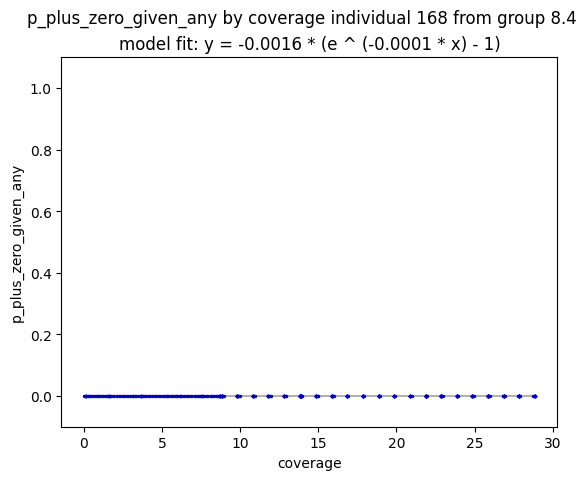 p_plus_zero_given_any by coverage individual 168 from group 8.4
model fit: y = -0.0016 * (e ^ (-0.0001 * x) - 1)
p_plus_zero_given_any
1.0
0.8
0.6
0.4
0.2
0.0
0 5 10 15 20 25 30
coverage